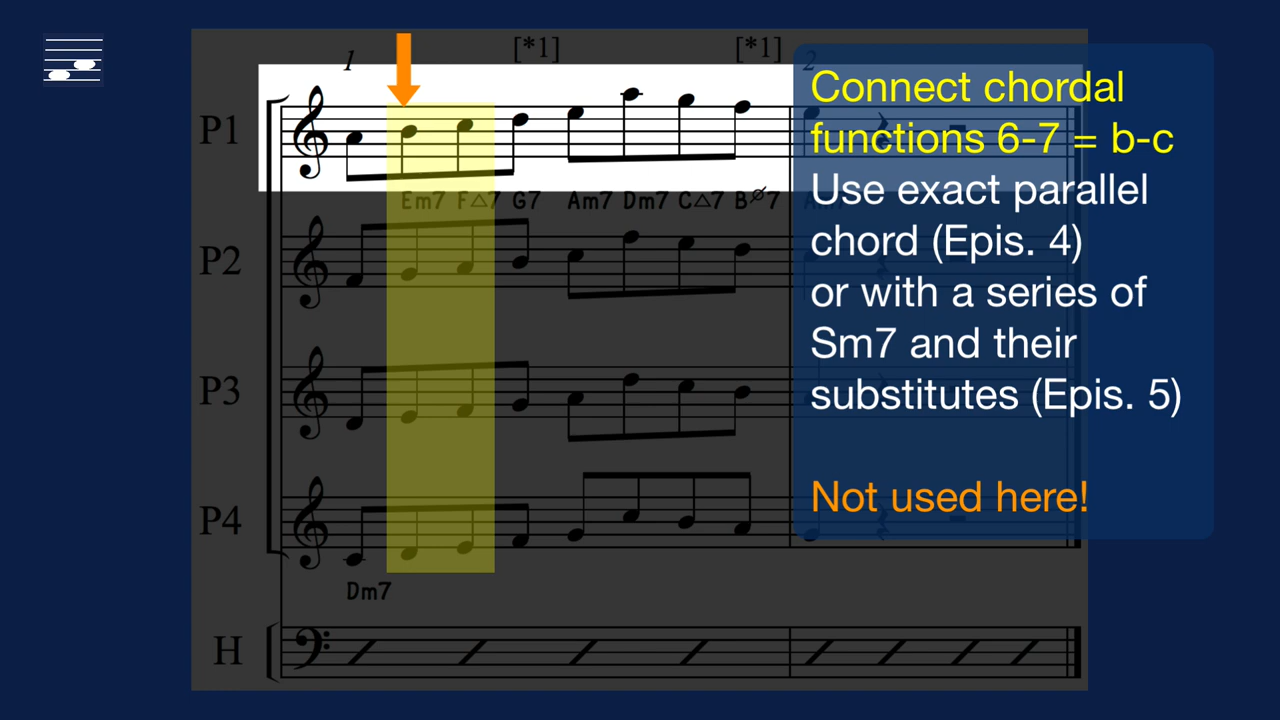 1 [*1] [*1] 2
P1
Em7 F△7 G7 Am7 Dm7 C△7 Bø7
P2
P3
P4
Dm7
H
Connect chordal
functions 6-7 = b-c
Use exact parallel
chord (Epis. 4)
or with a series of
Sm7 and their
substitutes (Epis. 5)
Not used here!